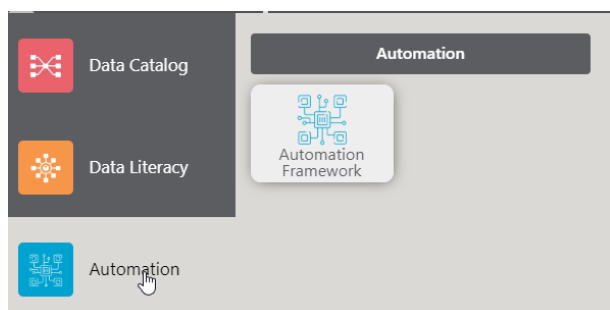 Data Catalog
Data Literacy
Automation
Automation
Automation
Framework